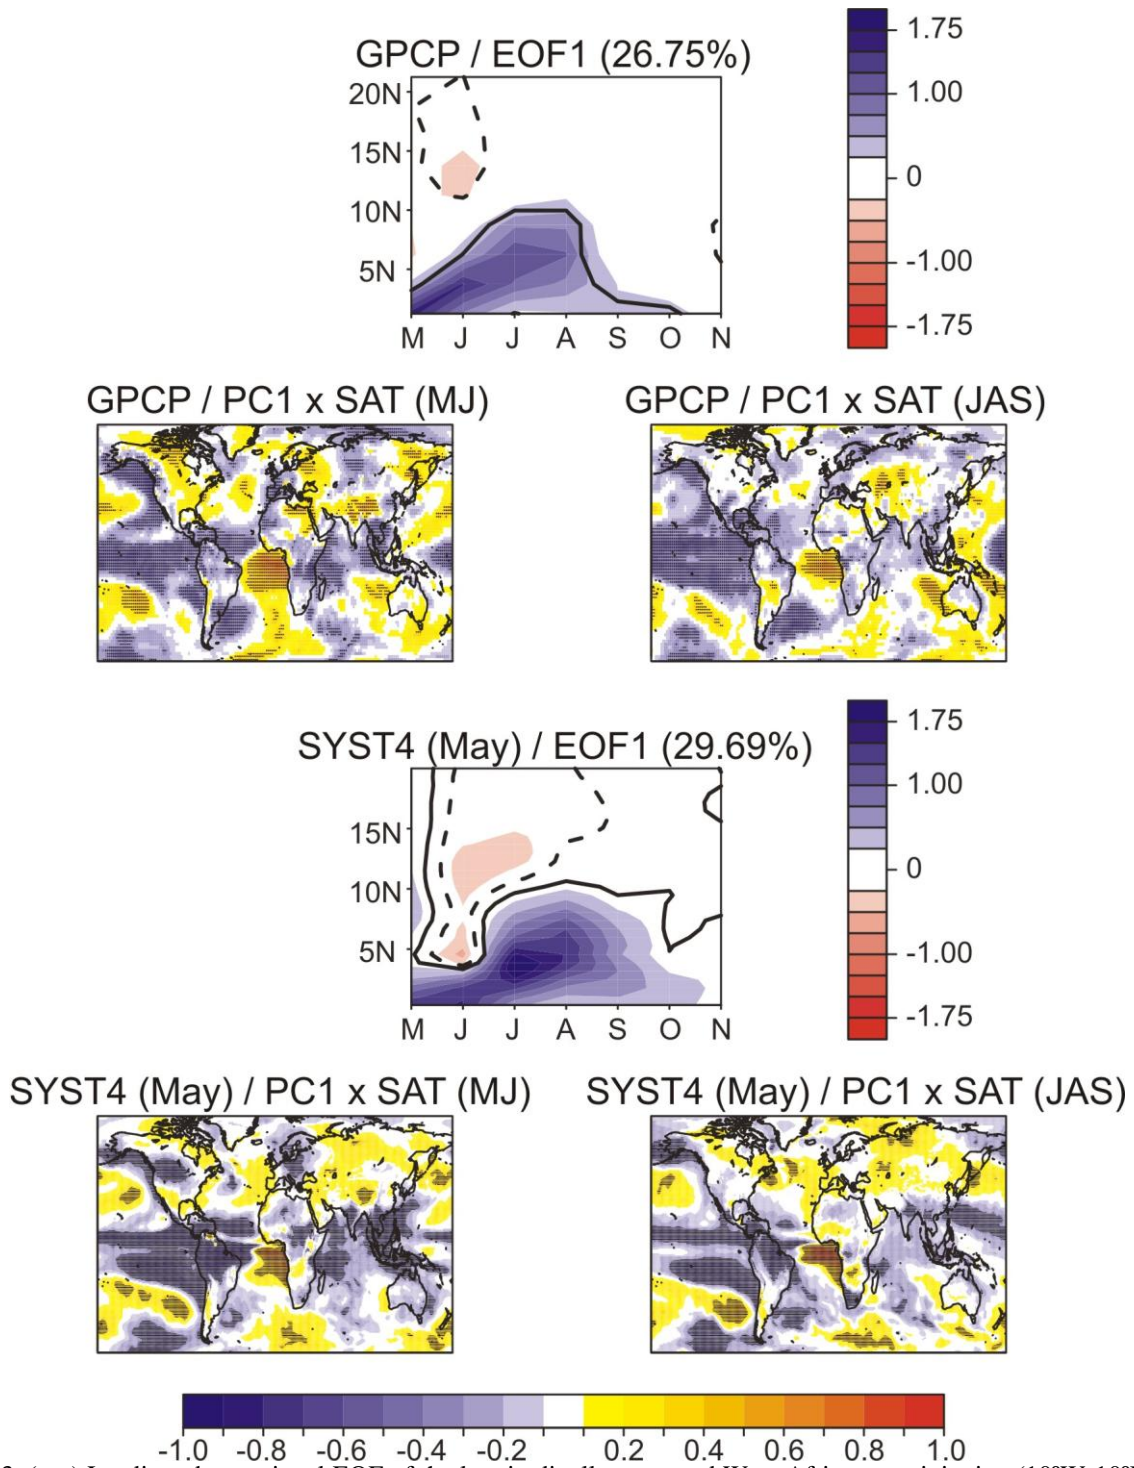 GPCP / EOF1 (26.75%)
1.75
1.00
0
-1.00
-1.75
20N
15N
10N
5N
M J J A S O N
GPCP / PC1 x SAT (MJ)
GPCP / PC1 x SAT (JAS)
SYST4 (May) / EOF1 (29.69%)
1.75
1.00
0
-1.00
-1.75
15N
10N
5N
M J J A S O N
SYST4 (May) / PC1 x SAT (MJ)
SYST4 (May) / PC1 x SAT (JAS)
-1.0 -0.8 -0.6 -0.4 -0.2 0.2 0.4 0.6 0.8 1.0